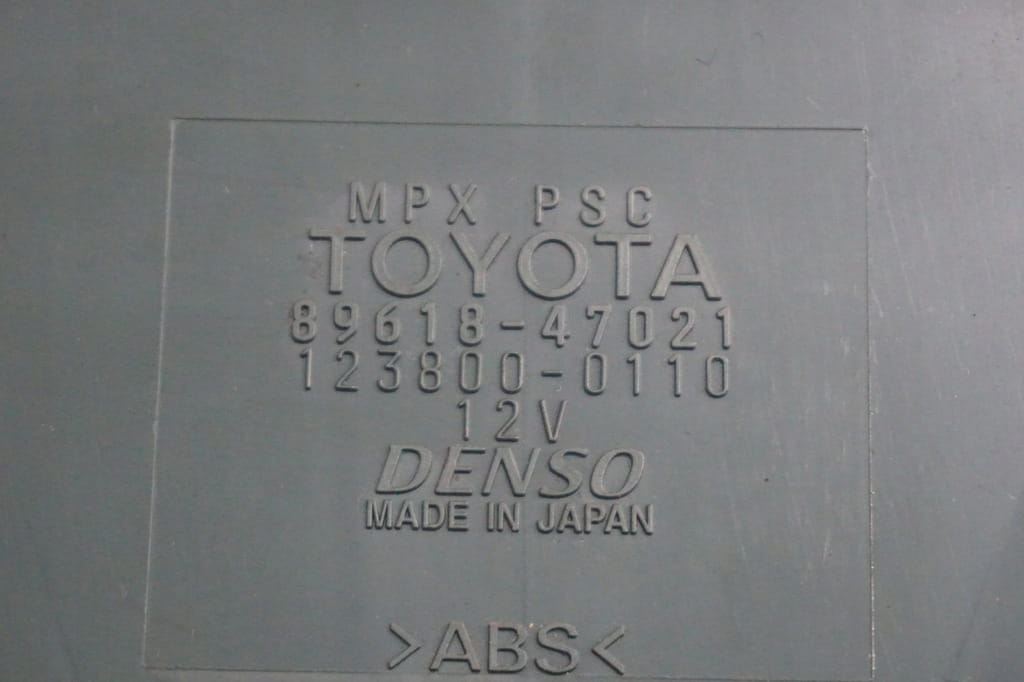 MPX PSC
TOYOTA
89618-47021
123800-0110
12V
DENSO
MADE IN JAPAN
>ABS<